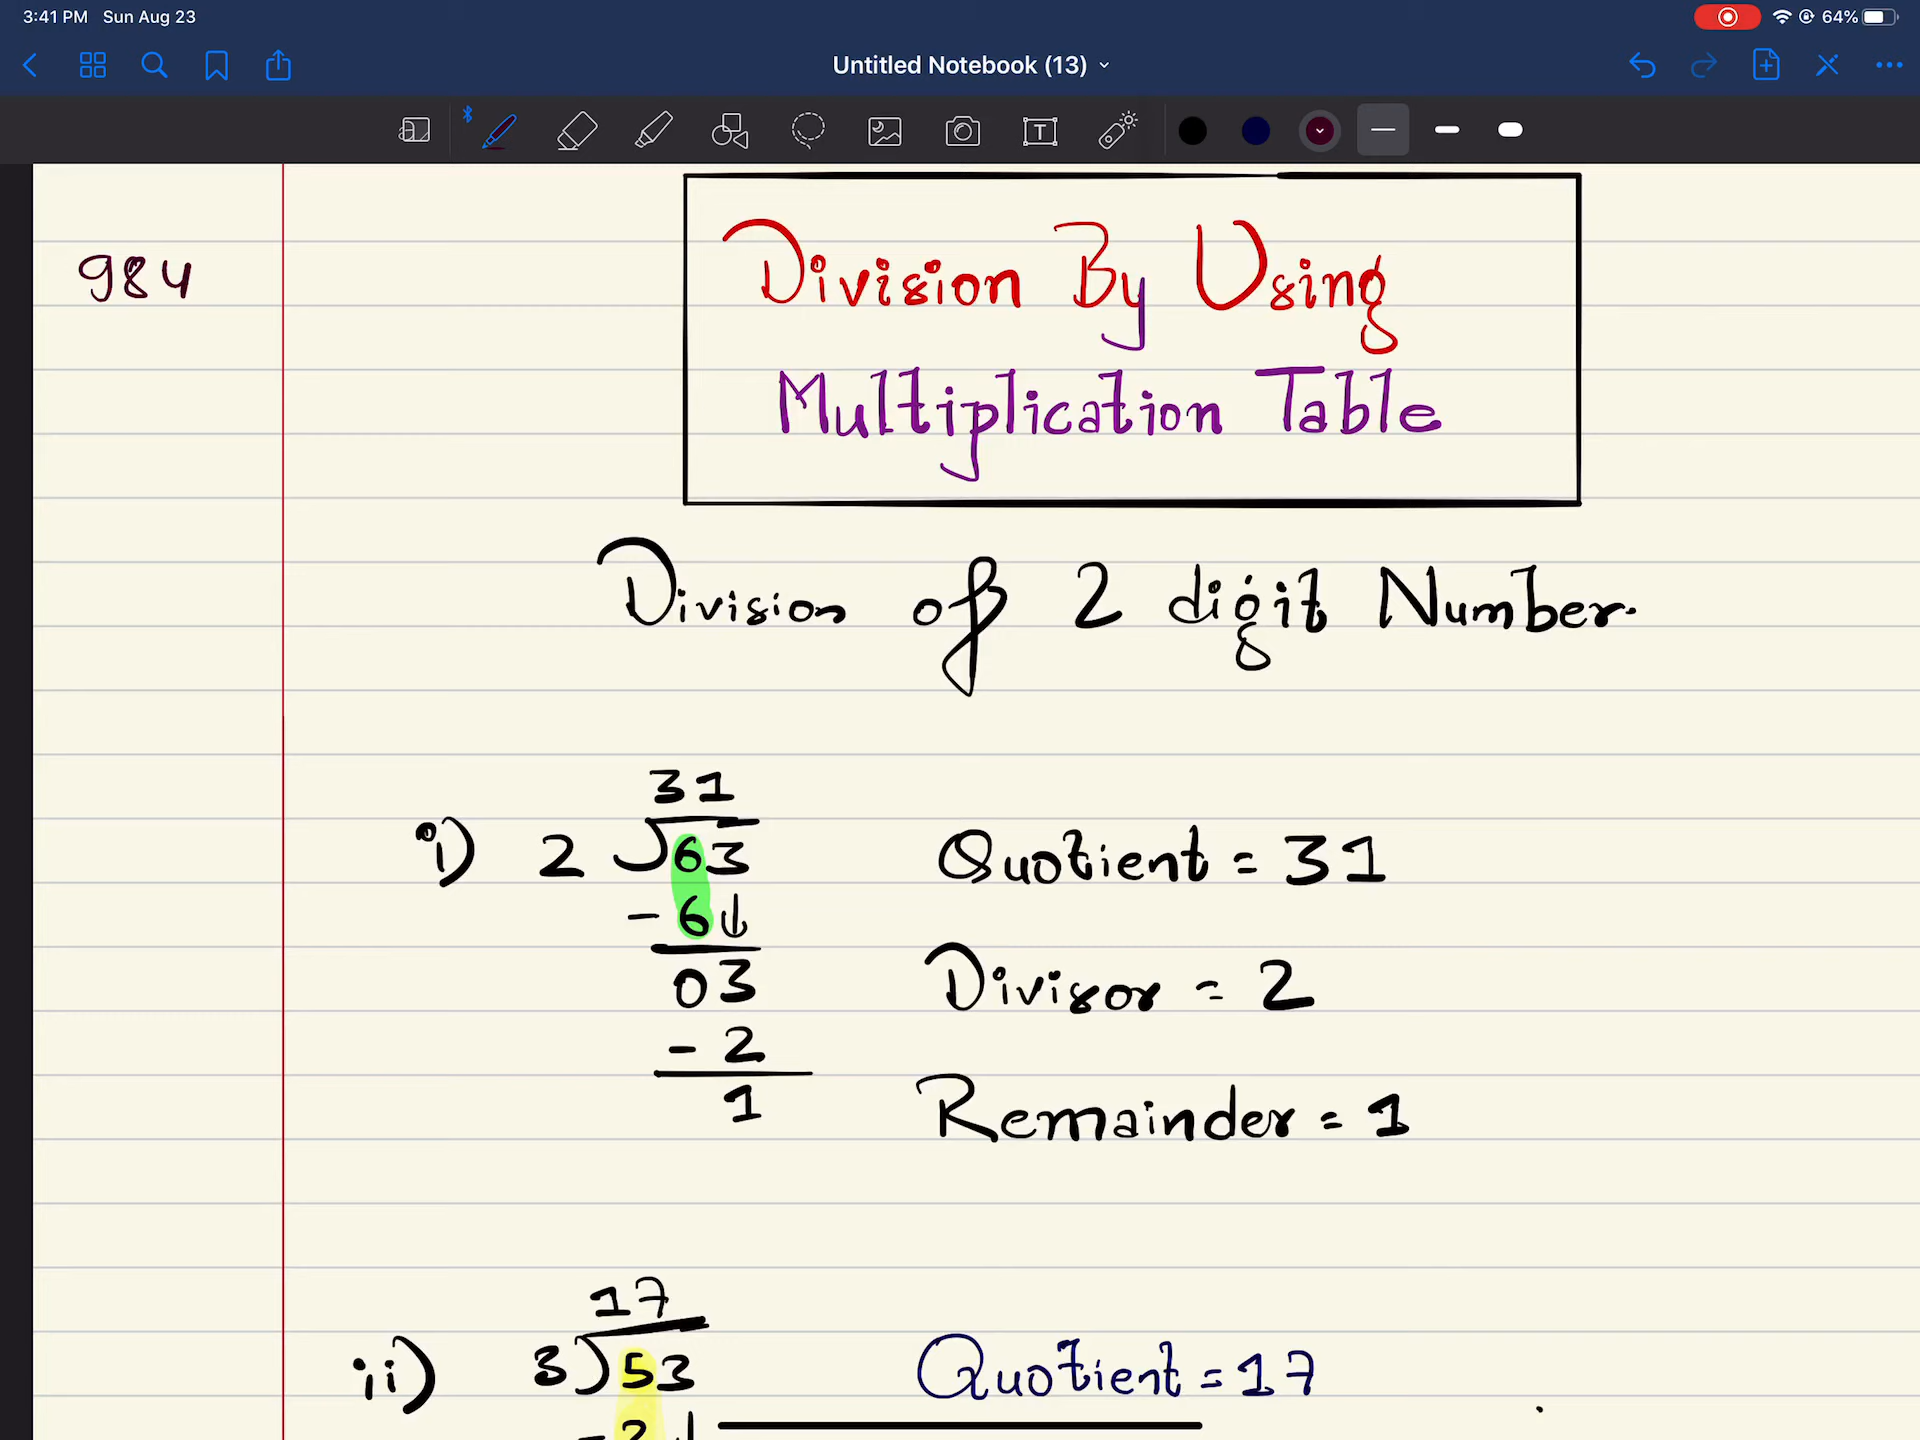 3:41 PM Sun Aug 23
64%
Untitled Notebook (13)
T
984
Division By Using
Multiplication Table
Division of 2 digit Number.
31
i) 2 63 Quotient = 31
- 6
03 Divisor = 2
- 2
1 Remainder = 1
17
ii) 3 53 Quotient = 17